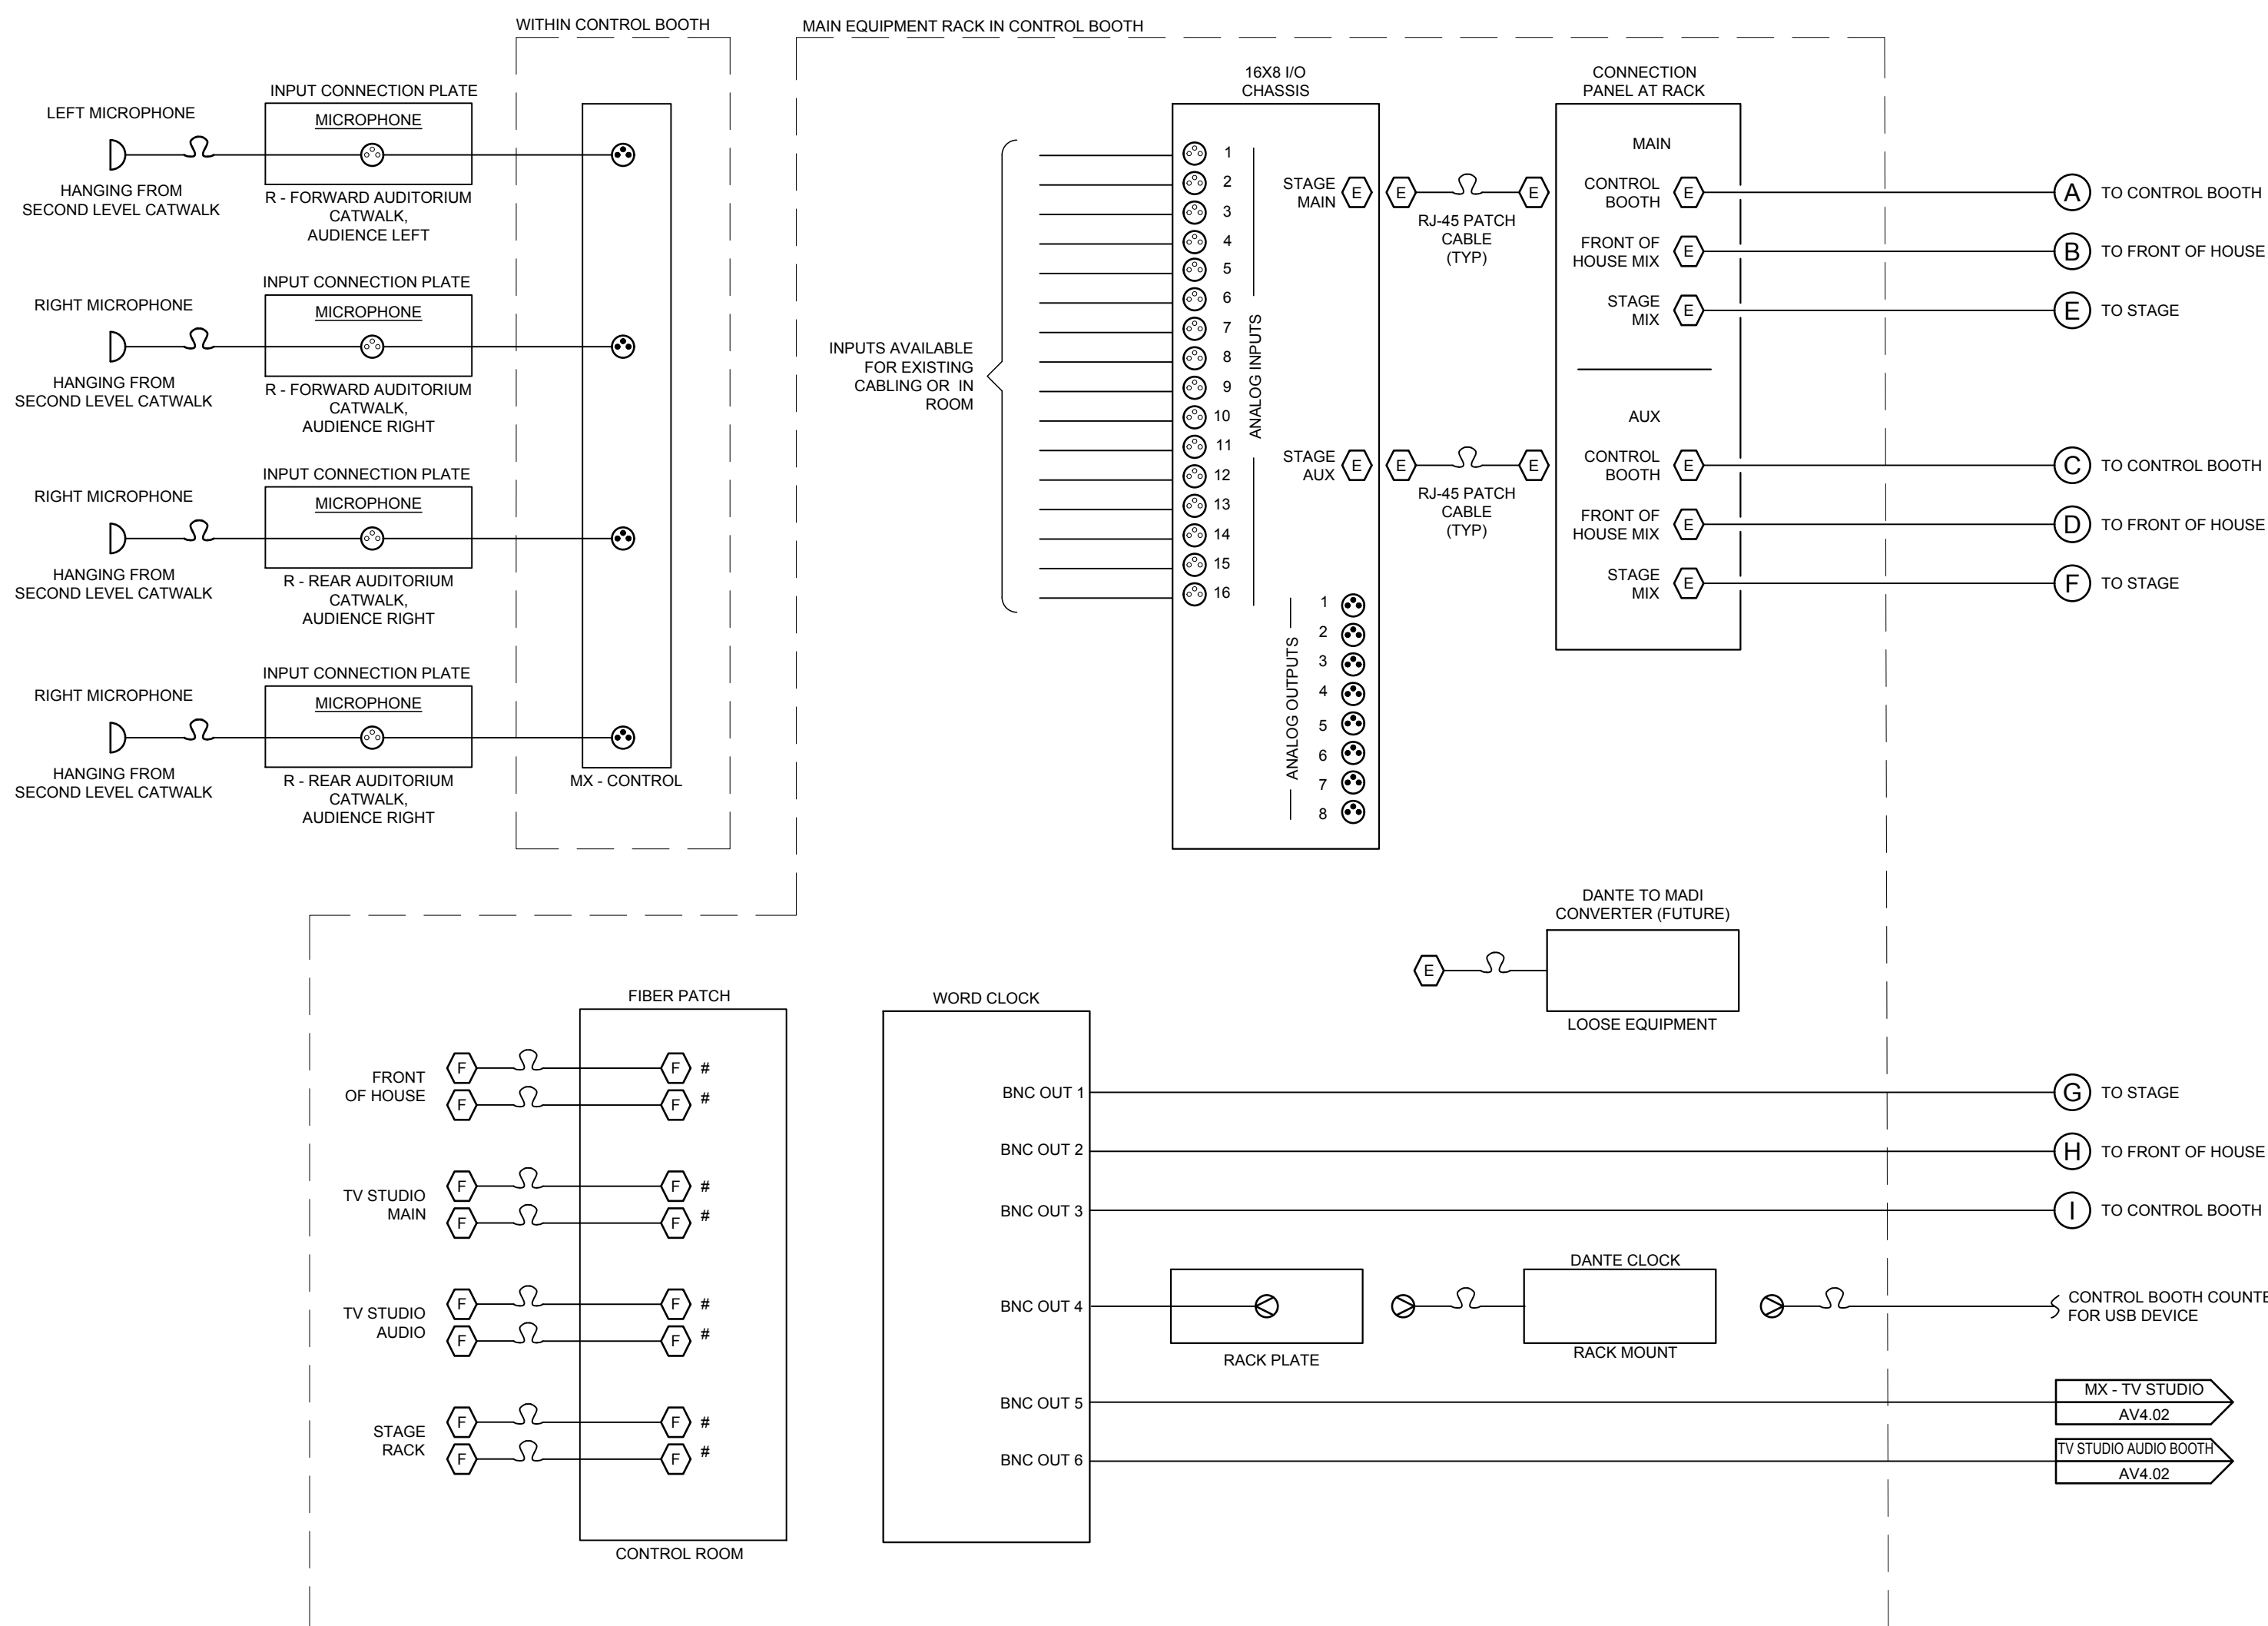 WITHIN CONTROL BOOTH
MAIN EQUIPMENT RACK IN CONTROL BOOTH
INPUT CONNECTION PLATE
LEFT MICROPHONE
MICROPHONE
HANGING FROM
SECOND LEVEL CATWALK
R - FORWARD AUDITORIUM
CATWALK,
AUDIENCE LEFT
INPUT CONNECTION PLATE
RIGHT MICROPHONE
MICROPHONE
HANGING FROM
SECOND LEVEL CATWALK
R - FORWARD AUDITORIUM
CATWALK,
AUDIENCE RIGHT
INPUT CONNECTION PLATE
RIGHT MICROPHONE
MICROPHONE
HANGING FROM
SECOND LEVEL CATWALK
R - REAR AUDITORIUM
CATWALK,
AUDIENCE RIGHT
INPUT CONNECTION PLATE
RIGHT MICROPHONE
MICROPHONE
HANGING FROM
SECOND LEVEL CATWALK
R - REAR AUDITORIUM
CATWALK,
AUDIENCE RIGHT
MX - CONTROL
INPUTS AVAILABLE
FOR EXISTING
CABLING OR IN
ROOM
16X8 I/O
CHASSIS
1
2
3
4
5
6
7
8
9
10
11
12
13
14
15
16
ANALOG INPUTS
STAGE
MAIN
E
E
E
RJ-45 PATCH
CABLE
(TYP)
STAGE
AUX
E
E
E
RJ-45 PATCH
CABLE
(TYP)
ANALOG OUTPUTS
1
2
3
4
5
6
7
8
CONNECTION
PANEL AT RACK
MAIN
CONTROL
BOOTH
E
A
TO CONTROL BOOTH
FRONT OF
HOUSE MIX
E
B
TO FRONT OF HOUSE
STAGE
MIX
E
E
TO STAGE
AUX
CONTROL
BOOTH
E
C
TO CONTROL BOOTH
FRONT OF
HOUSE MIX
E
D
TO FRONT OF HOUSE
STAGE
MIX
E
F
TO STAGE
DANTE TO MADI
CONVERTER (FUTURE)
E
LOOSE EQUIPMENT
FIBER PATCH
FRONT
OF HOUSE
F
F
#
F
F
#
TV STUDIO
MAIN
F
F
#
F
F
#
TV STUDIO
AUDIO
F
F
#
F
F
#
STAGE
RACK
F
F
#
F
F
#
CONTROL ROOM
WORD CLOCK
BNC OUT 1
G
TO STAGE
BNC OUT 2
H
TO FRONT OF HOUSE
BNC OUT 3
I
TO CONTROL BOOTH
BNC OUT 4
RACK PLATE
DANTE CLOCK
RACK MOUNT
CONTROL BOOTH
FOR USB DEVICE
BNC OUT 5
MX - TV STUDIO
AV4.02
BNC OUT 6
TV STUDIO AUDIO BOOTH
AV4.02